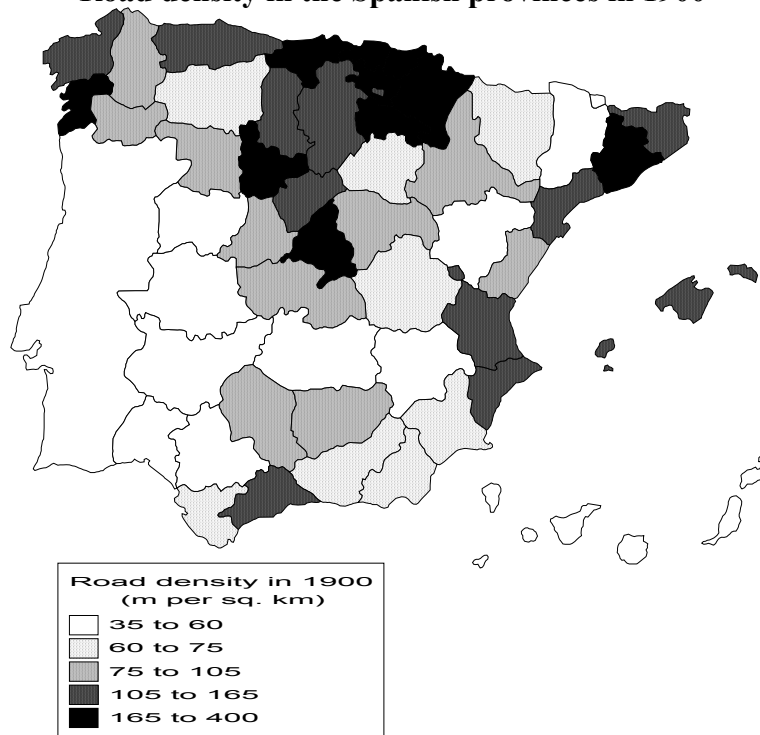 Road density in the Spanish provinces in 1900
Road density in 1900
(m per sq. km)
35 to 60
60 to 75
75 to 105
105 to 165
165 to 400